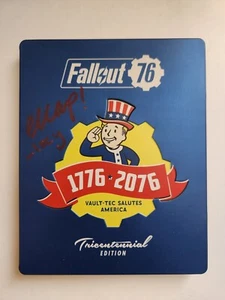 Fallout 76
1776 - 2076
VAULT-TEC SALUTES
AMERICA
Tricentennial
EDITION